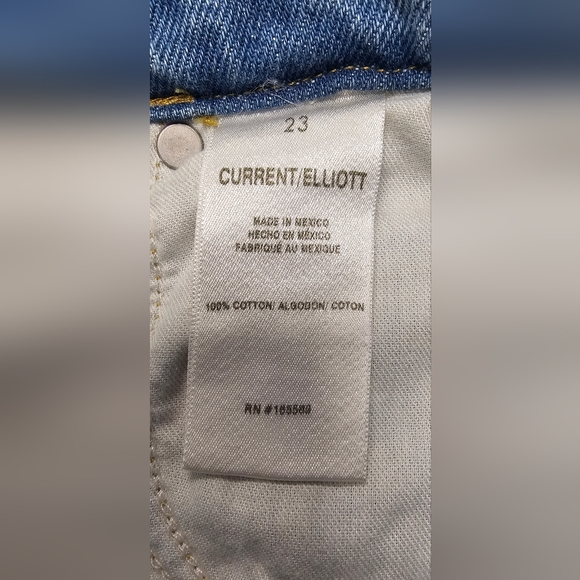 23
CURRENT/ELLIOTT
MADE IN MEXICO
HECHO EN MÉXICO
FABRIQUÉ AU MEXIQUE
100% COTTON/ ALGODON/ COTON
RN #165569